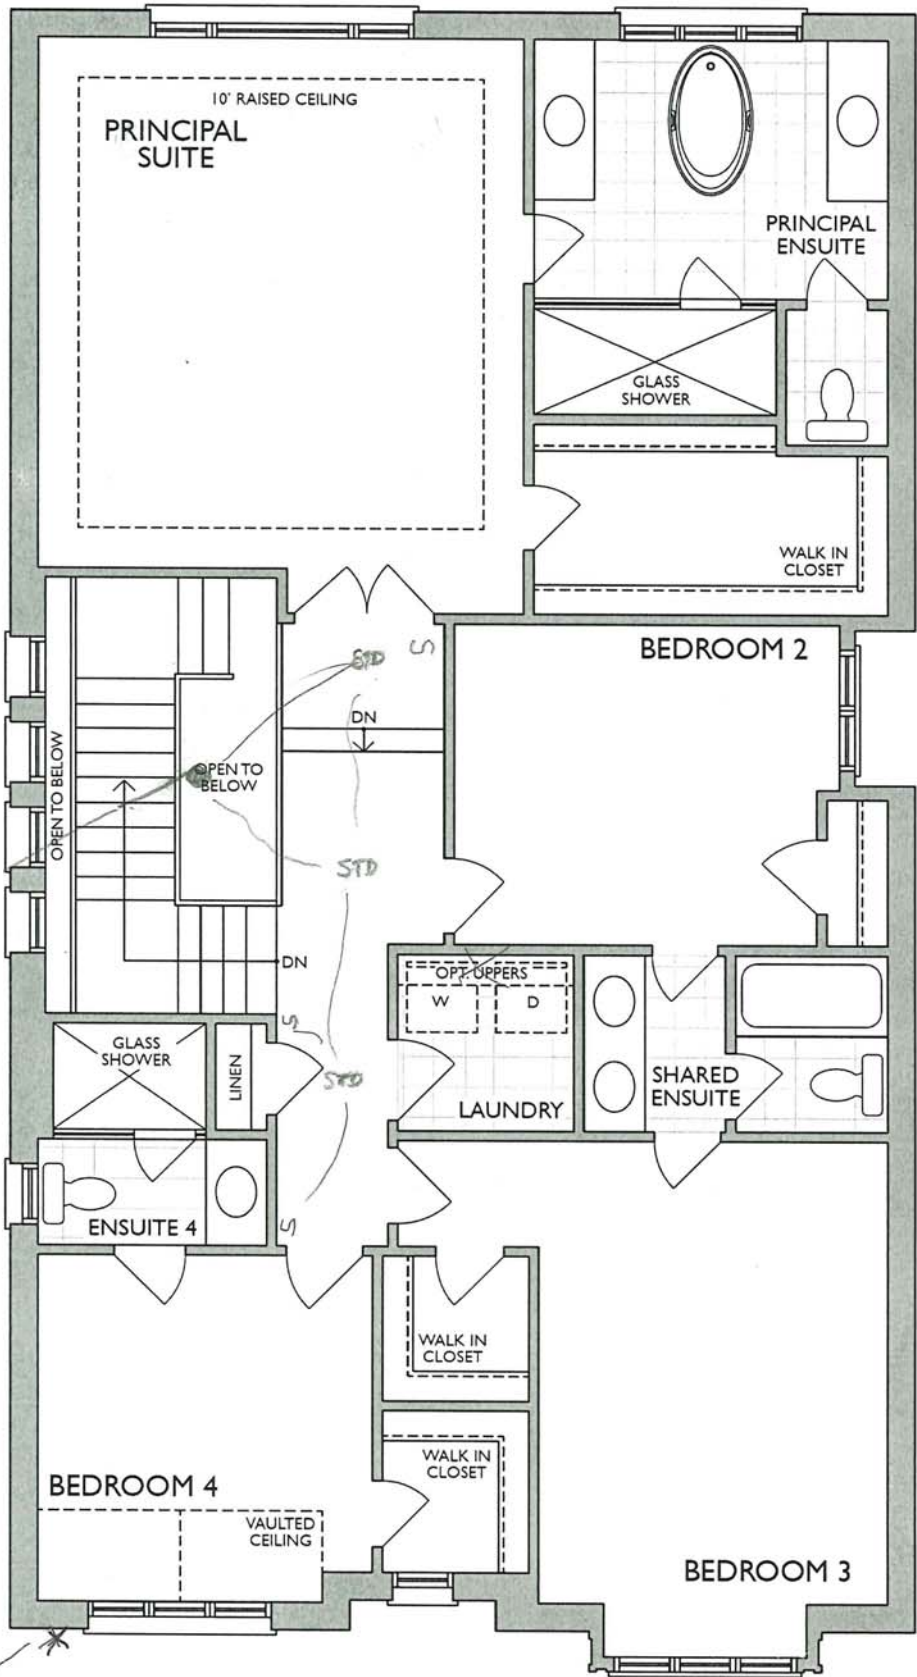 10' RAISED CEILING
PRINCIPAL
SUITE
PRINCIPAL
ENSUITE
GLASS
SHOWER
WALK IN
CLOSET
BEDROOM 2
STD
S
DN
OPEN TO BELOW
OPEN TO
BELOW
STD
DN
OPT. UPPERS
W
D
S
GLASS
SHOWER
LINEN
STD
LAUNDRY
SHARED
ENSUITE
ENSUITE 4
S
WALK IN
CLOSET
WALK IN
CLOSET
BEDROOM 4
VAULTED
CEILING
BEDROOM 3